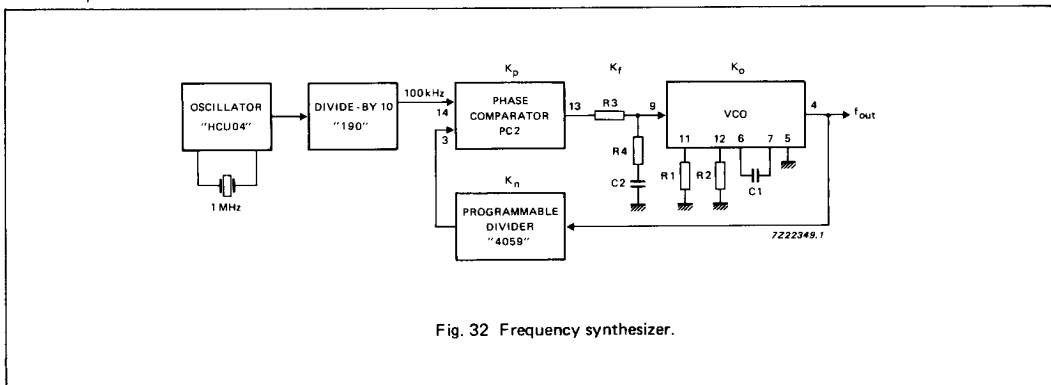 K_p
K_f
K_o
OSCILLATOR
"HCU04"
1 MHz
DIVIDE-BY 10
"190"
100 kHz
14
3
PHASE
COMPARATOR
PC2
13
R3
R4
C2
9
VCO
11
12
6
7
5
R1
R2
C1
4
f_out
K_n
PROGRAMMABLE
DIVIDER
"4059"
7Z22349.1
Fig. 32 Frequency synthesizer.